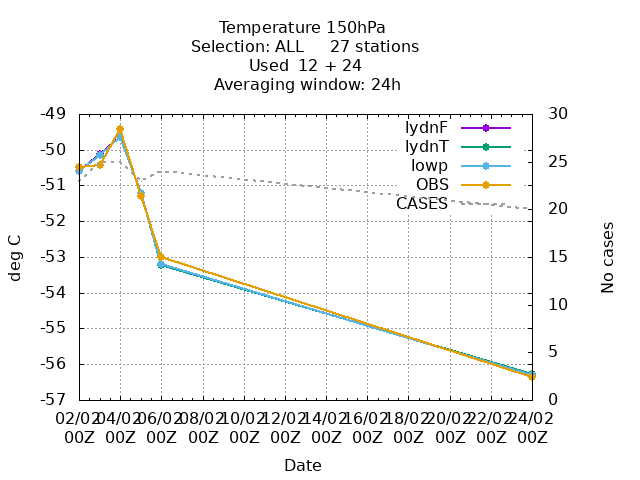 Temperature 150hPa
Selection: ALL     27 stations
Used  12 + 24
Averaging window: 24h
-49
-50
-51
-52
-53
-54
-55
-56
-57
30
25
20
15
10
5
0
lydnF
lydnT
lowp
OBS
CASES
deg C
No cases
02/02 04/02 06/02 08/02 10/02 12/02 14/02 16/02 18/02 20/02 22/02 24/02
00Z 00Z 00Z 00Z 00Z 00Z 00Z 00Z 00Z 00Z 00Z 00Z
Date